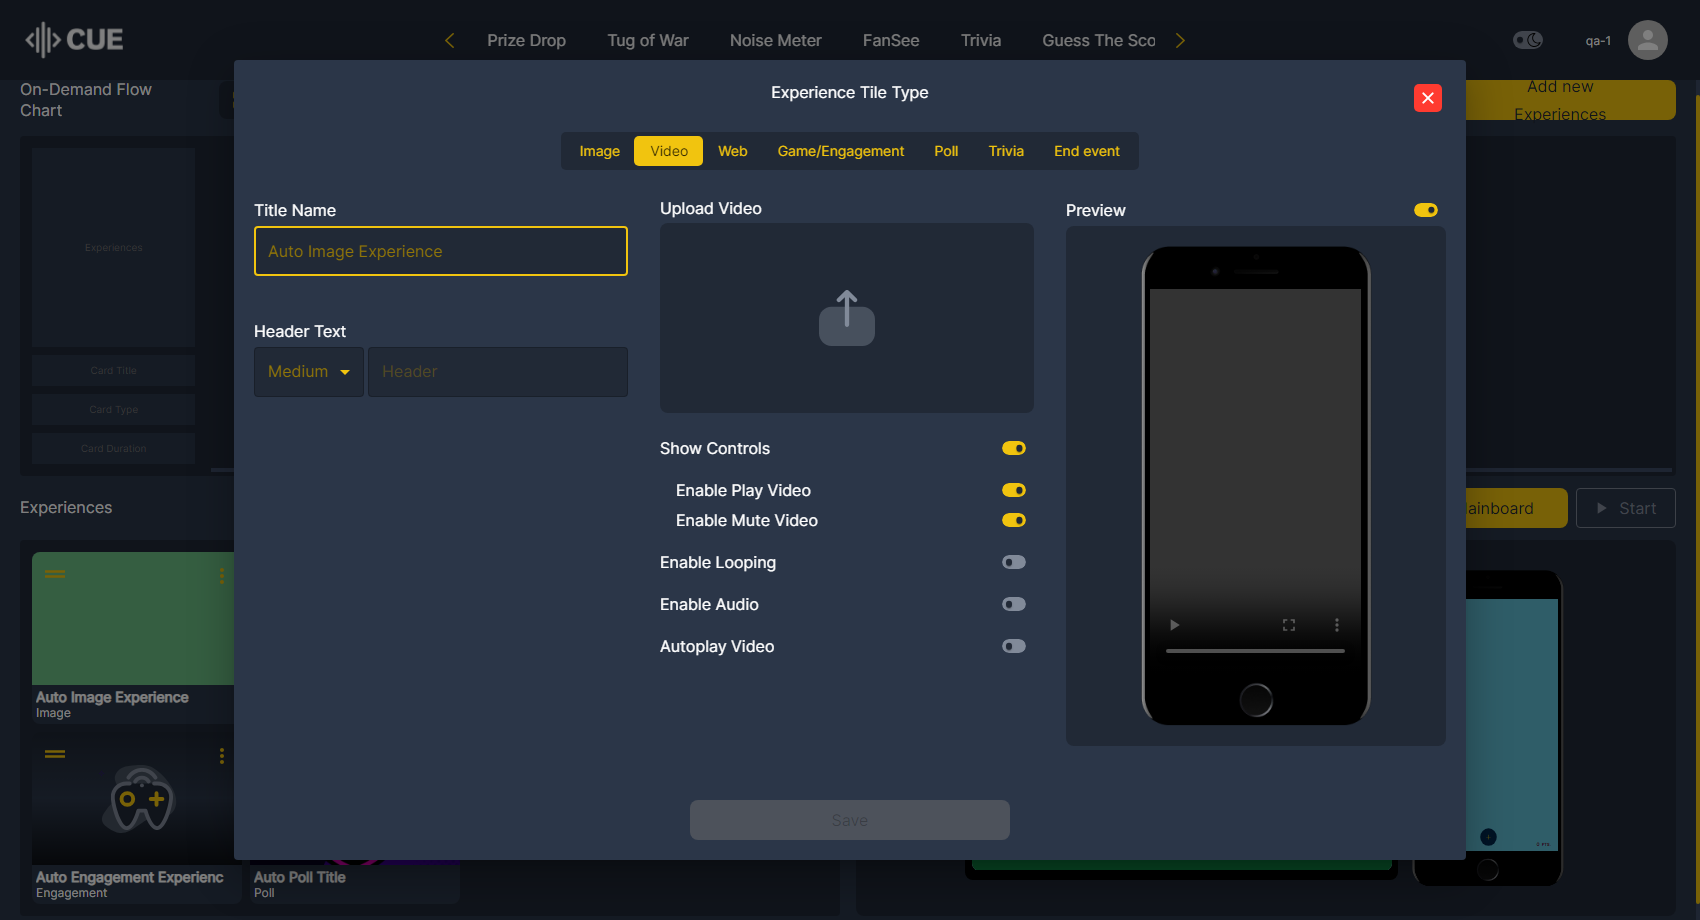 CUE
Prize Drop
Tug of War
Noise Meter
FanSee
Trivia
Guess The Sco
qa-1
On-Demand Flow
Chart
Add new
Experiences
Experience Tile Type
Image
Video
Web
Game/Engagement
Poll
Trivia
End event
Title Name
Auto Image Experience
Header Text
Medium
Header
Upload Video
Show Controls
Enable Play Video
Enable Mute Video
Enable Looping
Enable Audio
Autoplay Video
Preview
Save
Experiences
Card Title
Card Type
Card Duration
Experiences
ainboard
Start
Auto Image Experience
Image
Auto Engagement Experienc
Engagement
Auto Poll Title
Poll